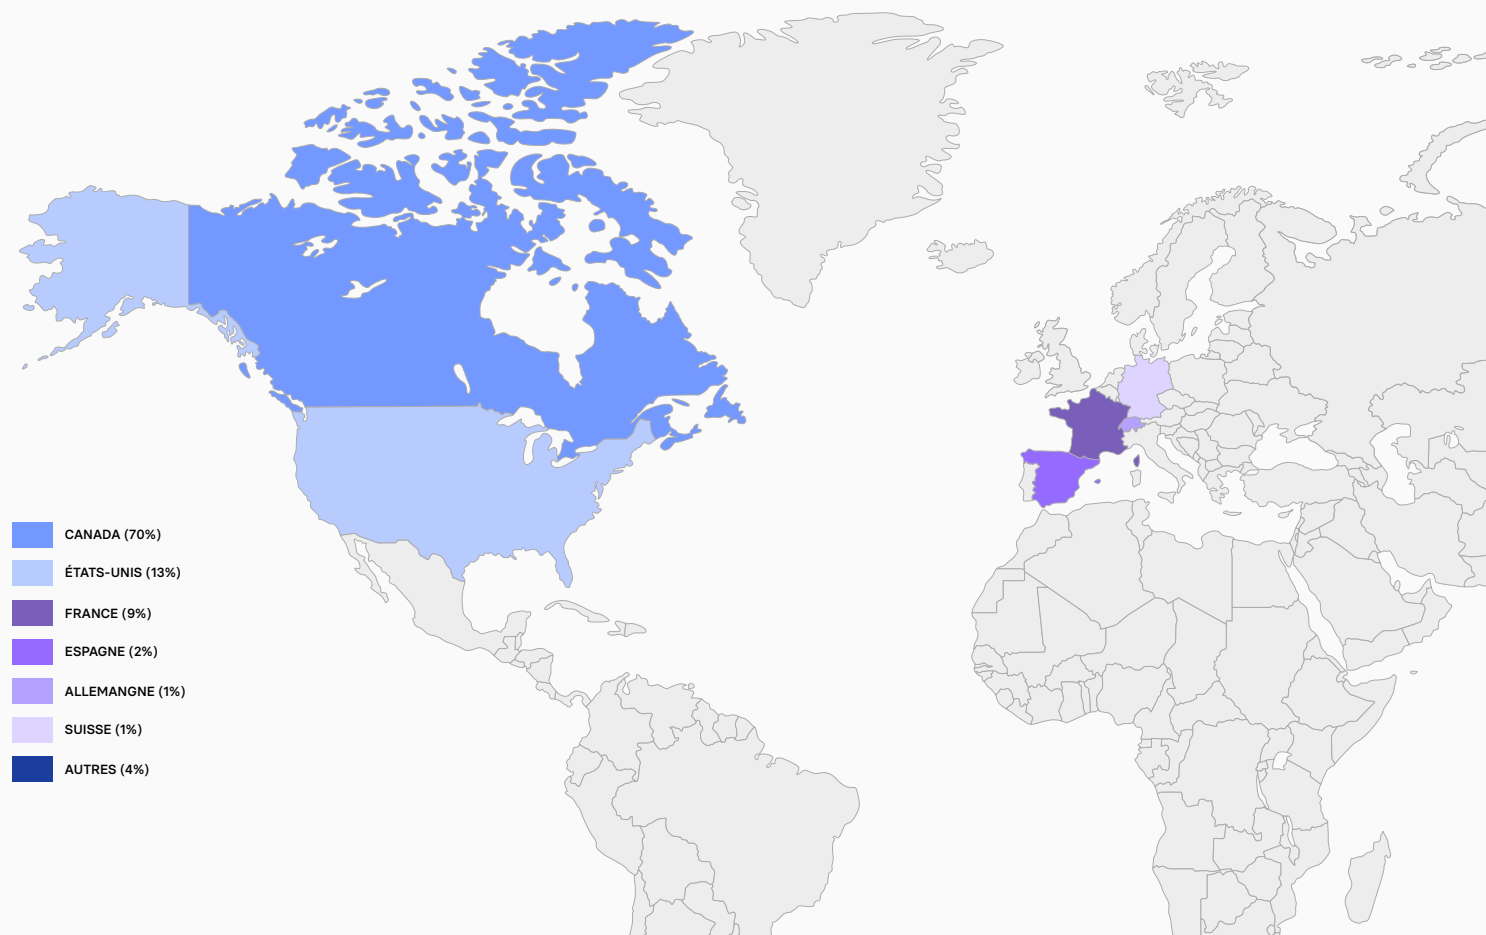 CANADA (70%)
ÉTATS-UNIS (13%)
FRANCE (9%)
ESPAGNE (2%)
ALLEMANGNE (1%)
SUISSE (1%)
AUTRES (4%)